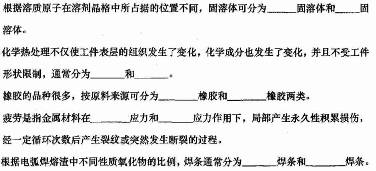 根据溶质原子在溶剂晶格中所占据的位置不同，固溶体可分为______固溶体和_____固
溶体。
化学热处理不仅使工件表层的组织发生了变化，化学成分也发生了变化，并且不受工件
形状限制，通常分为______和______。
橡胶的品种很多，按原料来源可分为______橡胶和______橡胶两类。
疲劳是指金属材料在______应力和______应力作用下，局部产生永久性积累损伤，
经一定循环次数后产生裂纹或突然发生断裂的过程。
根据电弧焊熔渣中不同性质氧化物的比例，焊条通常分为______焊条和______焊条。